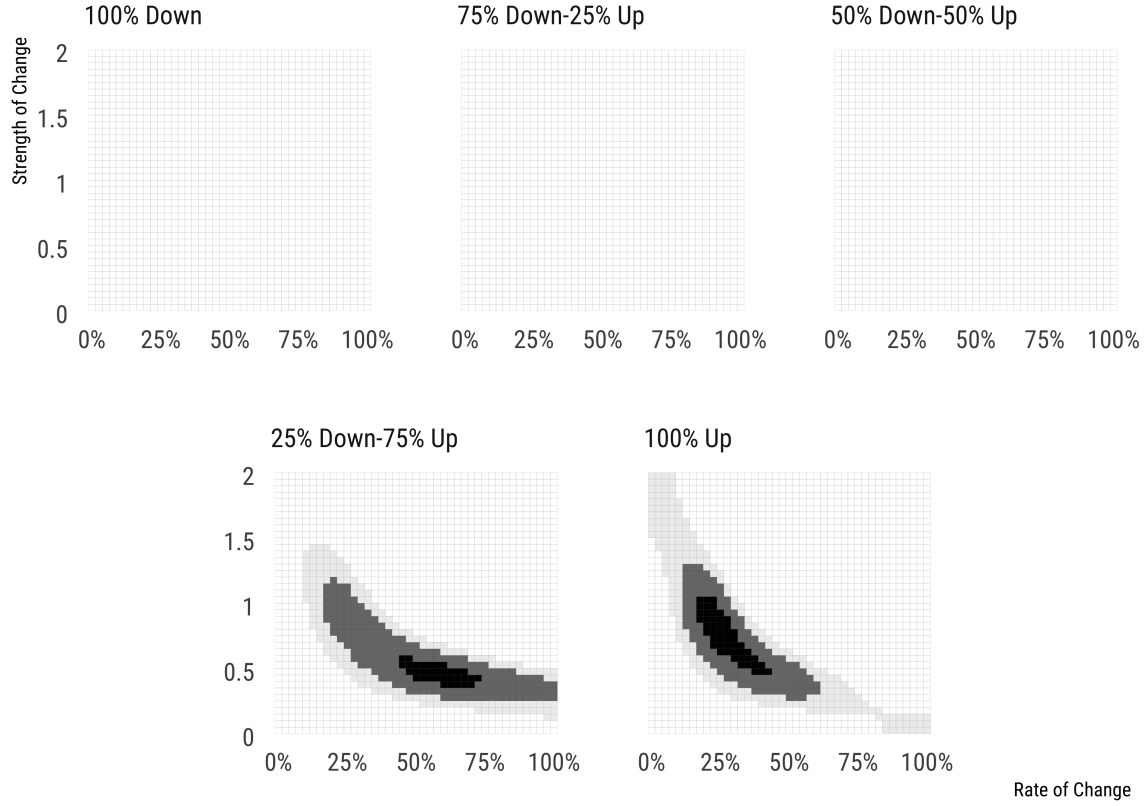 100% Down
75% Down-25% Up
50% Down-50% Up
Strength of Change
2
1.5
1
0.5
0
0% 25% 50% 75% 100%
0% 25% 50% 75% 100%
0% 25% 50% 75% 100%
25% Down-75% Up
100% Up
2
1.5
1
0.5
0
0% 25% 50% 75% 100%
0% 25% 50% 75% 100%
Rate of Change